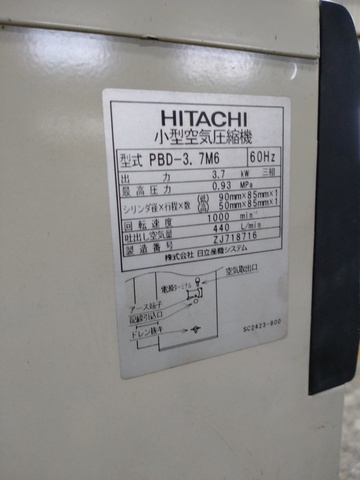 HITACHI
小型空気圧縮機
型式 PBD-3.7M6 60Hz
出力 3.7 kW 三相
最高圧力 0.93 MPa
シリンダ径×行程×数 (低) 90mm×85mm×1
(高) 50mm×85mm×1
回転速度 1000 min⁻¹
吐出し空気量 440 L/min
製造番号 ZJ718716
株式会社 日立産機システム
空気取出口
電源ターミナル
アース端子
配線引込口
ドレン抜キ
SC2423-800